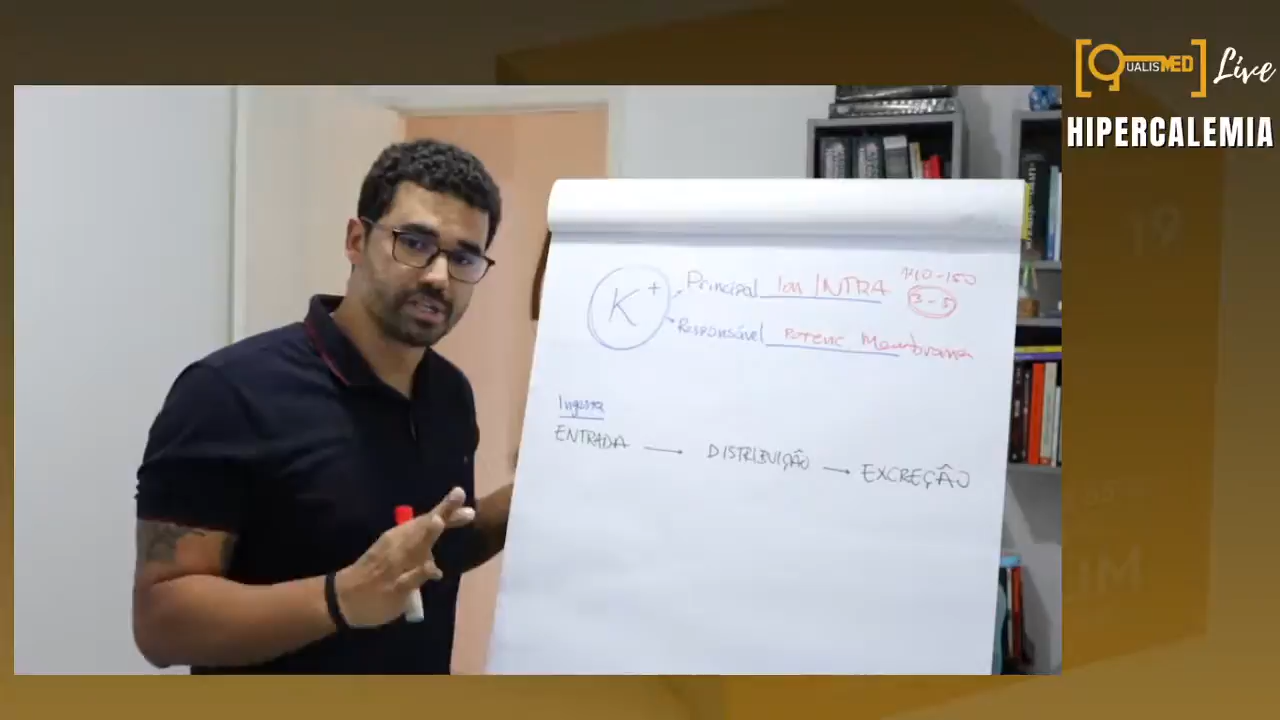 QUALISMED Live
HIPERCALEMIA
K+
Principal Íon INTRA 140-150
3-5
Responsável Potenc Membrana
Ingesta
ENTRADA → DISTRIBUIÇÃO → EXCREÇÃO